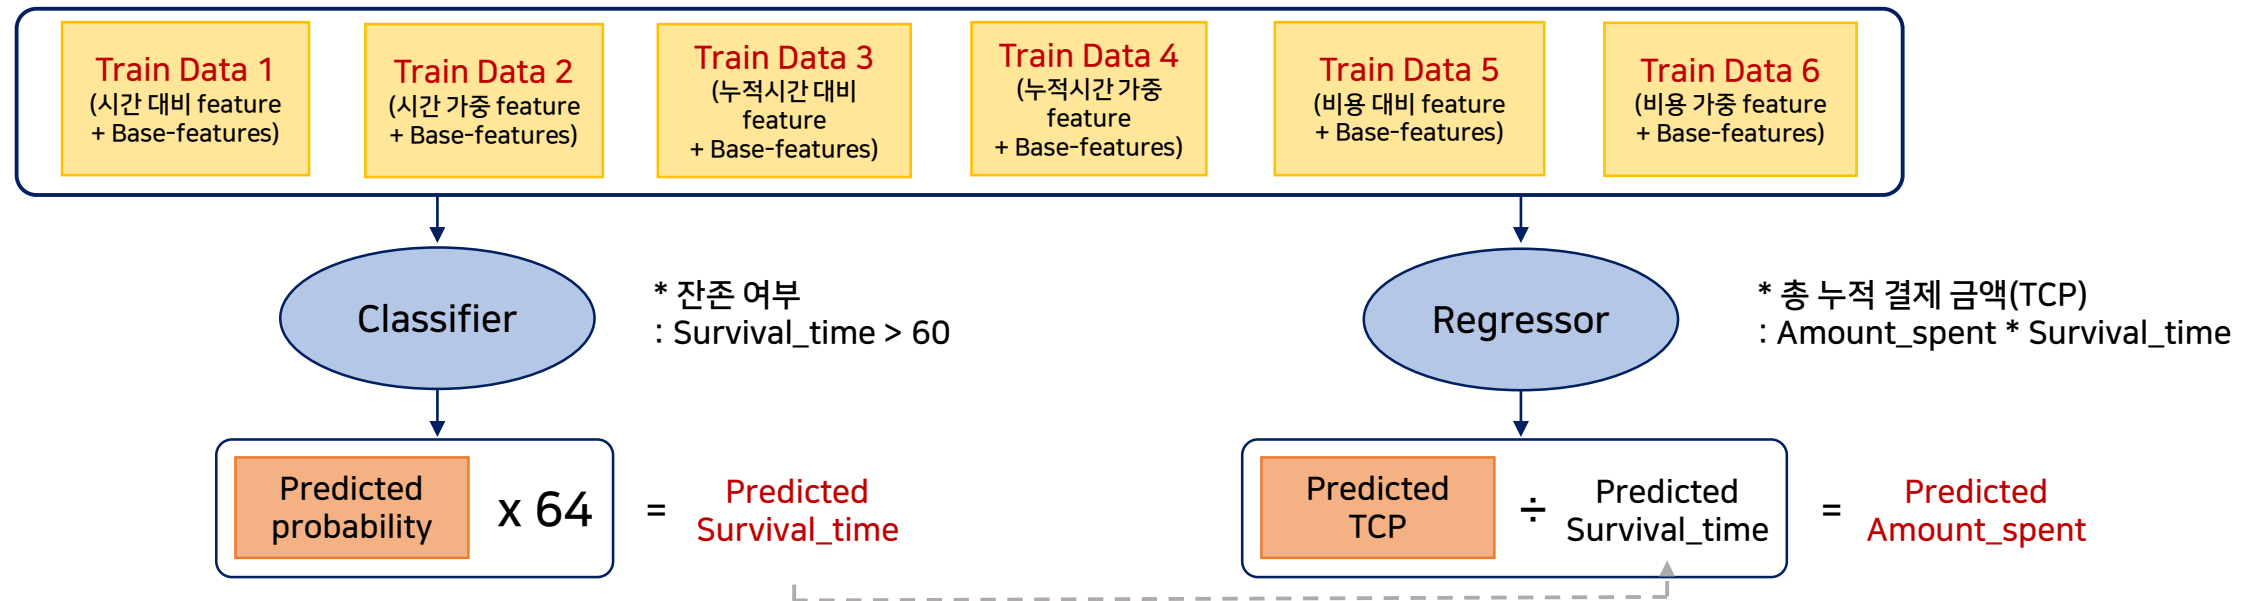 Train Data 1
(시간 대비 feature
+ Base-features)
Train Data 2
(시간 가중 feature
+ Base-features)
Train Data 3
(누적시간 대비
feature
+ Base-features)
Train Data 4
(누적시간 가중
feature
+ Base-features)
Train Data 5
(비용 대비 feature
+ Base-features)
Train Data 6
(비용 가중 feature
+ Base-features)
Classifier
* 잔존 여부
: Survival_time > 60
Regressor
* 총 누적 결제 금액(TCP)
: Amount_spent * Survival_time
Predicted
probability
x 64
=
Predicted
Survival_time
Predicted
TCP
÷
Predicted
Survival_time
=
Predicted
Amount_spent